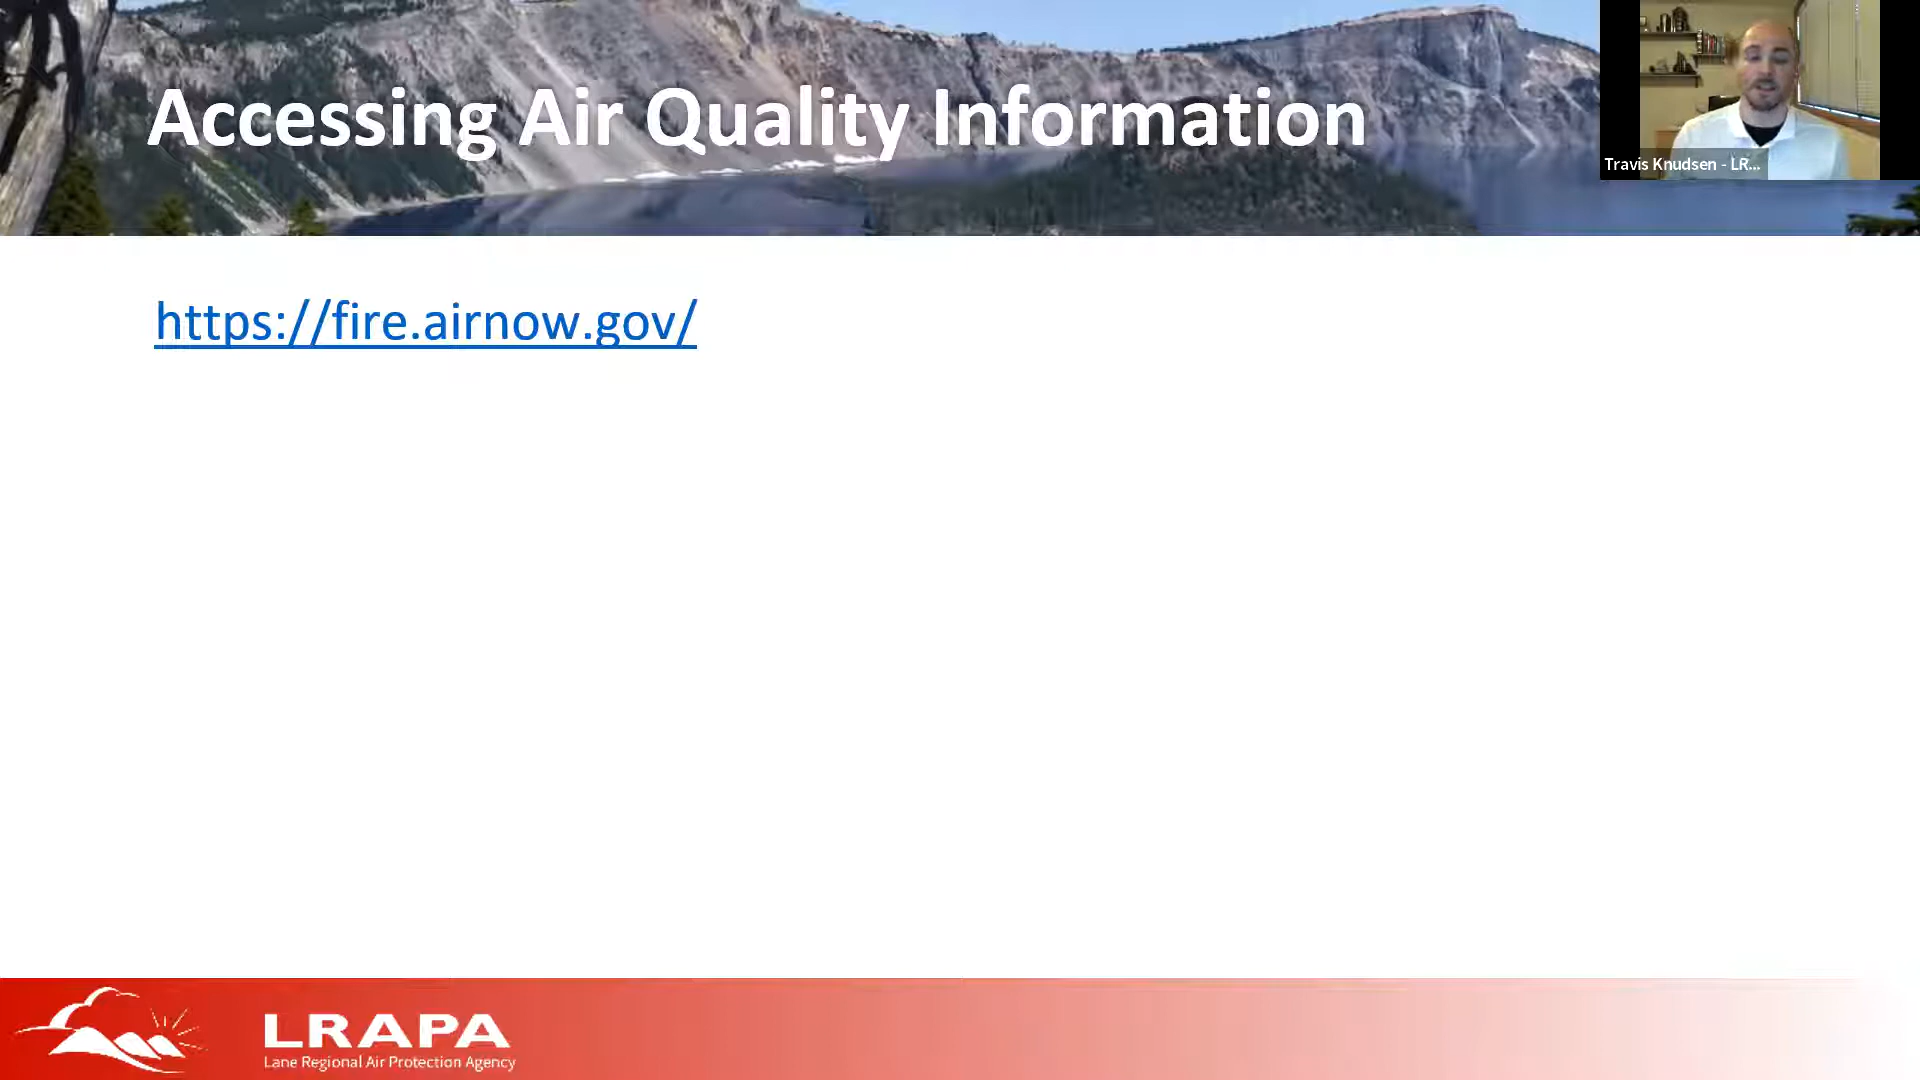 Accessing Air Quality Information
Travis Knudsen - LR...
https://fire.airnow.gov/
LRAPA
Lane Regional Air Protection Agency